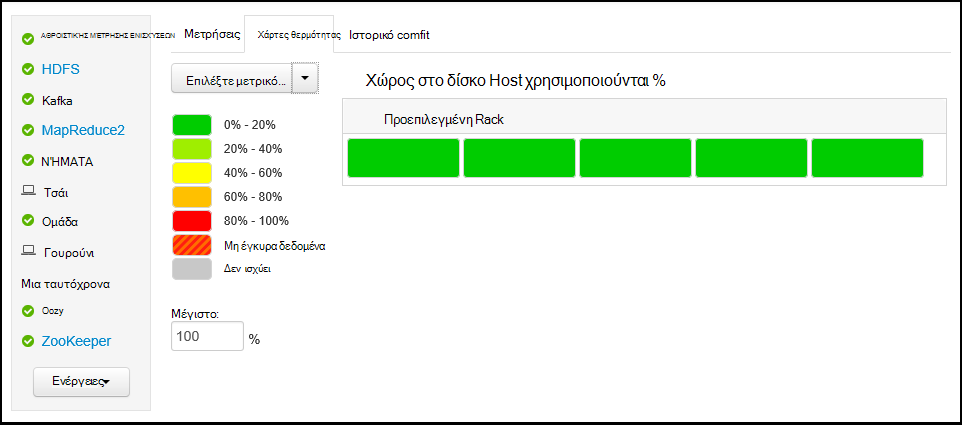 ΑΘΡΟΙΣΤΙΚΗΣ ΜΕΤΡΗΣΗΣ ΕΝΙΣΧΥΣΕΩΝ
HDFS
Kafka
MapReduce2
ΝΉΜΑΤΑ
Τσάι
Ομάδα
Γουρούνι
Μια ταυτόχρονα
Oozy
ZooKeeper
Ενέργειες
Μετρήσεις
Χάρτες θερμότητας
Ιστορικό comfit
Επιλέξτε μετρικό...
0% - 20%
20% - 40%
40% - 60%
60% - 80%
80% - 100%
Μη έγκυρα δεδομένα
Δεν ισχύει
Μέγιστο:
100 %
Χώρος στο δίσκο Host χρησιμοποιούνται %
Προεπιλεγμένη Rack